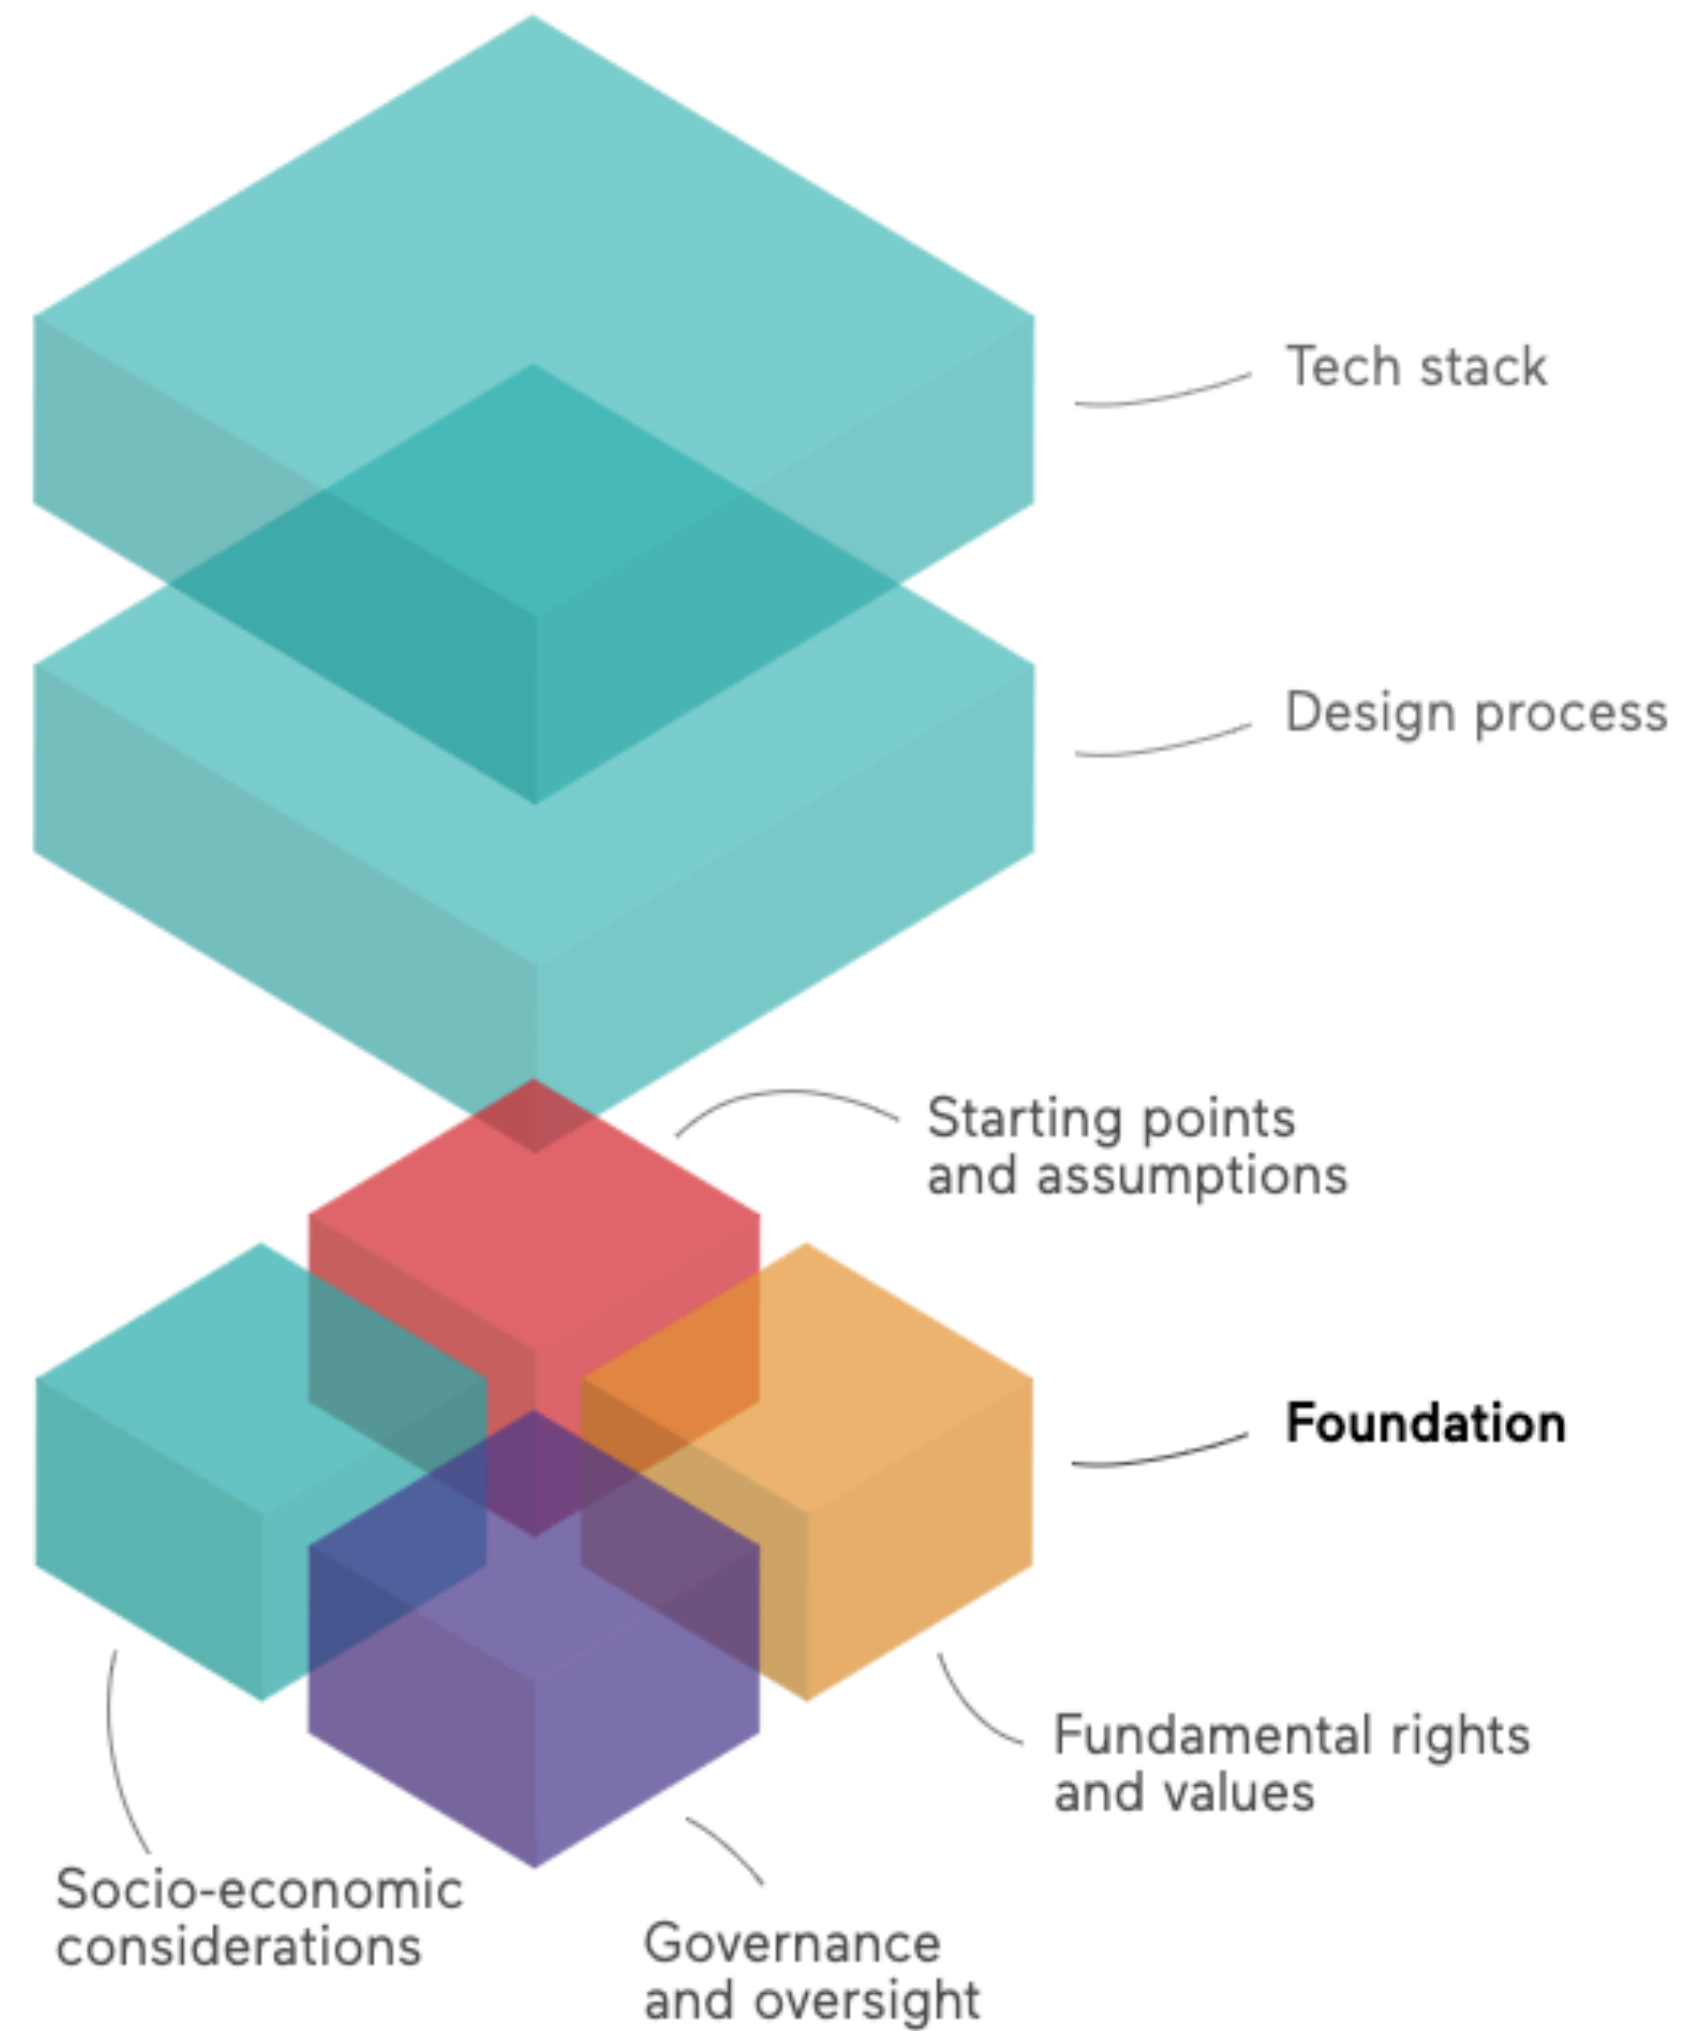 Tech stack
Design process
Starting points
and assumptions
Foundation
Fundamental rights
and values
Socio-economic
considerations
Governance
and oversight